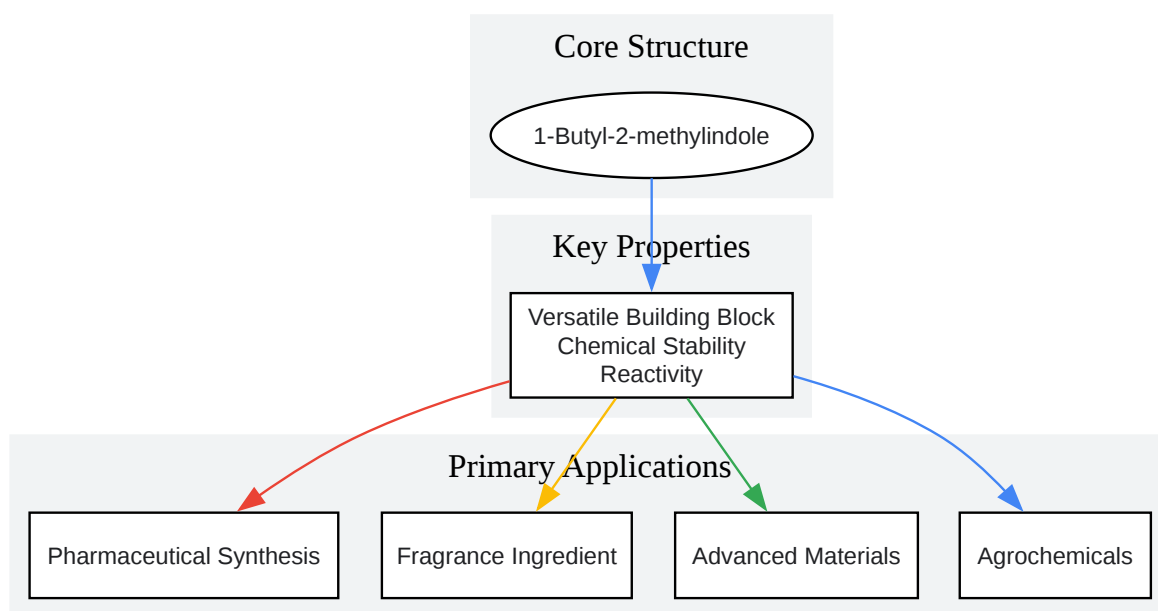 Core Structure
1-Butyl-2-methylindole
Key Properties
Versatile Building Block
Chemical Stability
Reactivity
Primary Applications
Pharmaceutical Synthesis
Fragrance Ingredient
Advanced Materials
Agrochemicals